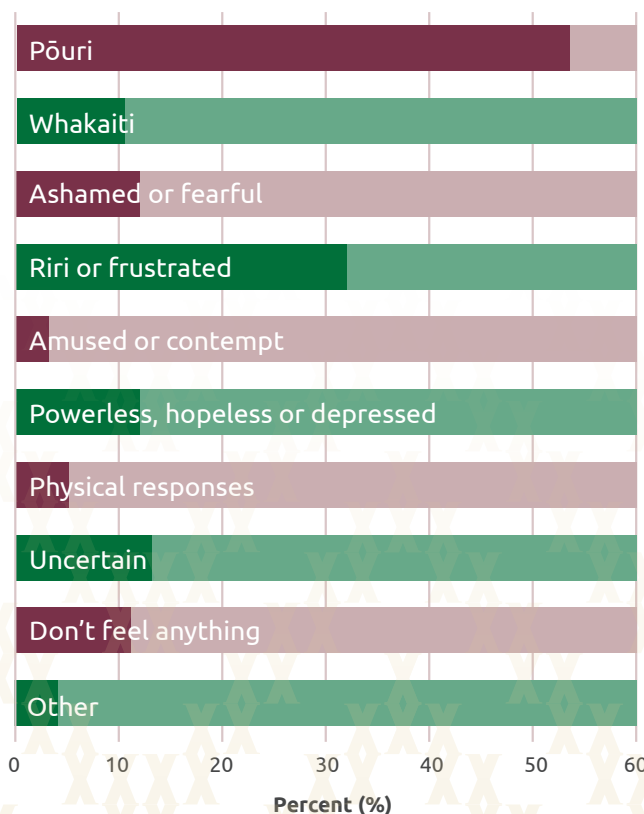 Pōuri
Whakaiti
Ashamed or fearful
Riri or frustrated
Amused or contempt
Powerless, hopeless or depressed
Physical responses
Uncertain
Don’t feel anything
Other
0 10 20 30 40 50 60
Percent (%)